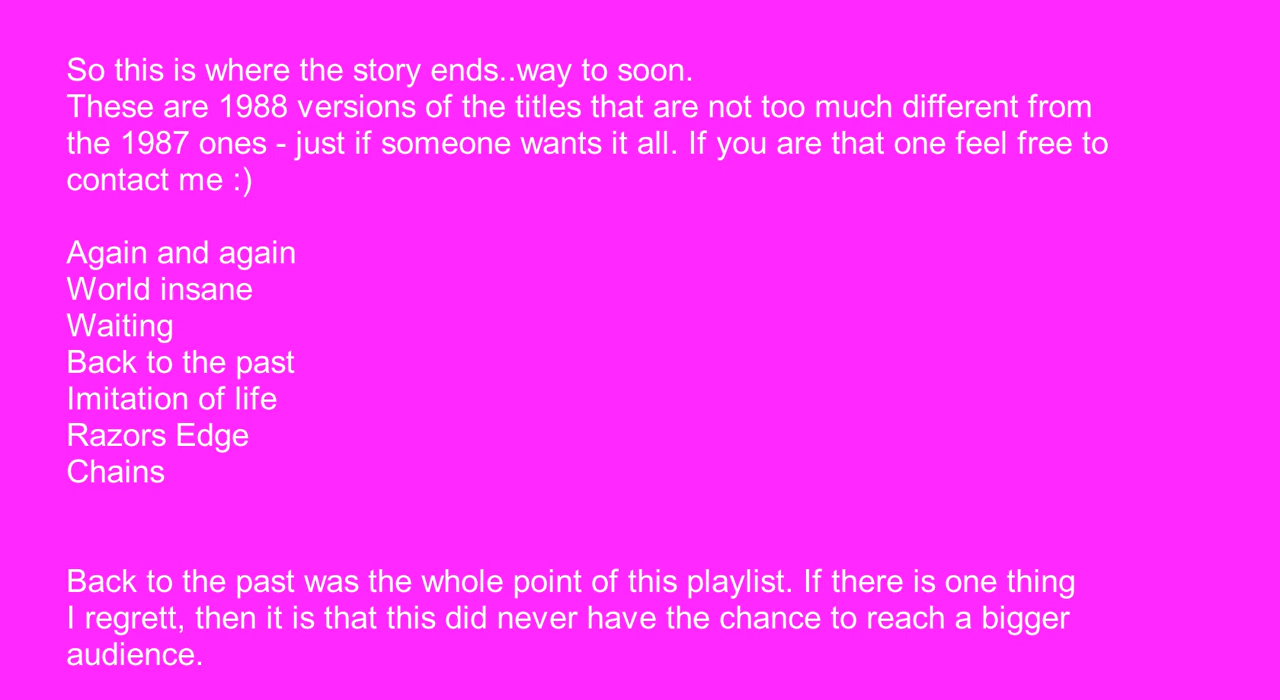 So this is where the story ends..way to soon.
These are 1988 versions of the titles that are not too much different from
the 1987 ones - just if someone wants it all. If you are that one feel free to
contact me :)
Again and again
World insane
Waiting
Back to the past
Imitation of life
Razors Edge
Chains
Back to the past was the whole point of this playlist. If there is one thing
I regrett, then it is that this did never have the chance to reach a bigger
audience.